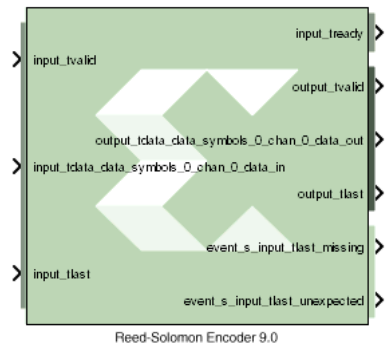 input_tready
input_tvalid
output_tvalid
output_tdata_data_symbols_0_chan_0_data_out
input_tdata_data_symbols_0_chan_0_data_in
output_tlast
event_s_input_tlast_missing
input_tlast
event_s_input_tlast_unexpected
Reed-Solomon Encoder 9.0